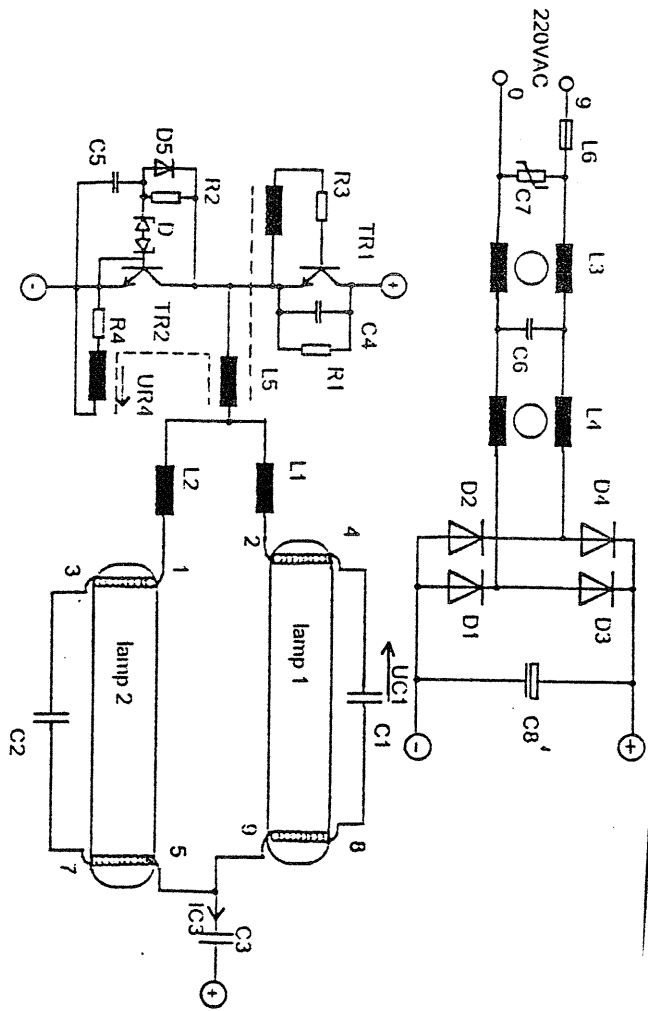 220VAC
9
0
L6
C7
L3
C6
L4
D4
D3
D2
D1
C8
+
-
+
TR1
C4
R1
R3
D5
R2
D
C5
TR2
R4
UR4
L5
-
L1
L2
2
4
lamp 1
UC1
C1
9
8
1
3
lamp 2
C2
5
7
IC3
C3
+